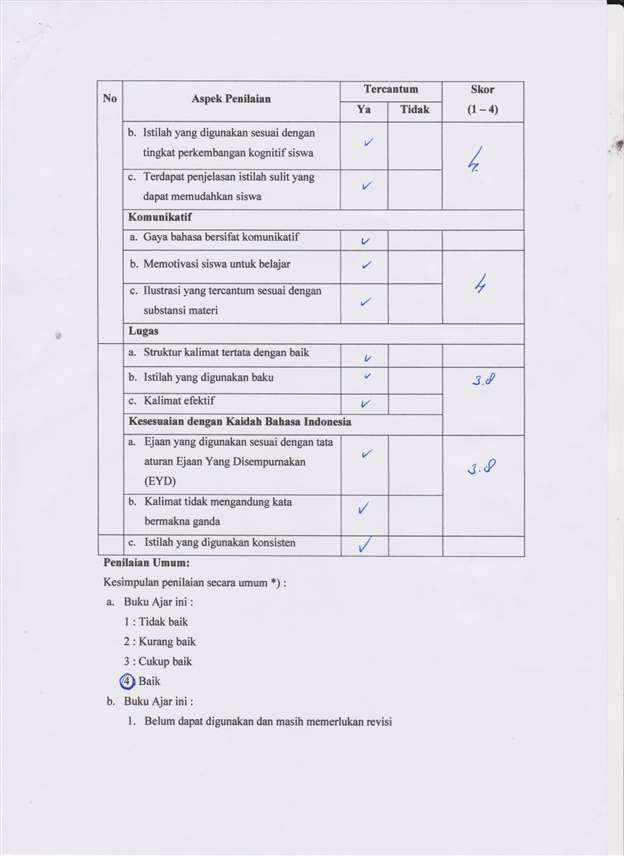 No Aspek Penilaian Tercantum Skor
Ya Tidak (1 – 4)
b. Istilah yang digunakan sesuai dengan
tingkat perkembangan kognitif siswa ✓ 4.
c. Terdapat penjelasan istilah sulit yang
dapat memudahkan siswa ✓
Komunikatif
a. Gaya bahasa bersifat komunikatif ✓
b. Memotivasi siswa untuk belajar ✓
c. Ilustrasi yang tercantum sesuai dengan
substansi materi ✓ 4
Lugas
a. Struktur kalimat tertata dengan baik ✓
b. Istilah yang digunakan baku ✓ 3.8
c. Kalimat efektif ✓
Kesesuaian dengan Kaidah Bahasa Indonesia
a. Ejaan yang digunakan sesuai dengan tata
aturan Ejaan Yang Disempurnakan ✓ 3.8
(EYD)
b. Kalimat tidak mengandung kata
bermakna ganda ✓
c. Istilah yang digunakan konsisten ✓
Penilaian Umum:
Kesimpulan penilaian secara umum *) :
a. Buku Ajar ini :
1 : Tidak baik
2 : Kurang baik
3 : Cukup baik
4 : Baik
b. Buku Ajar ini :
1. Belum dapat digunakan dan masih memerlukan revisi